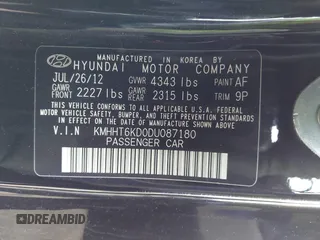 MANUFACTURED IN KOREA BY
HYUNDAI MOTOR COMPANY
JUL/26/12 GVWR 4343 lbs PAINT AF
GAWR FRONT 2227 lbs GAWR REAR 2315 lbs TRIM 9P
THIS VEHICLE CONFORMS TO ALL APPLICABLE U.S. FEDERAL
MOTOR VEHICLE SAFETY, BUMPER, AND THEFT PREVENTION
STANDARDS IN EFFECT ON THE DATE OF MANUFACTURE
SHOWN ABOVE.
V.I.N KMHHT6KD0DU087180
PASSENGER CAR
DREAMBID